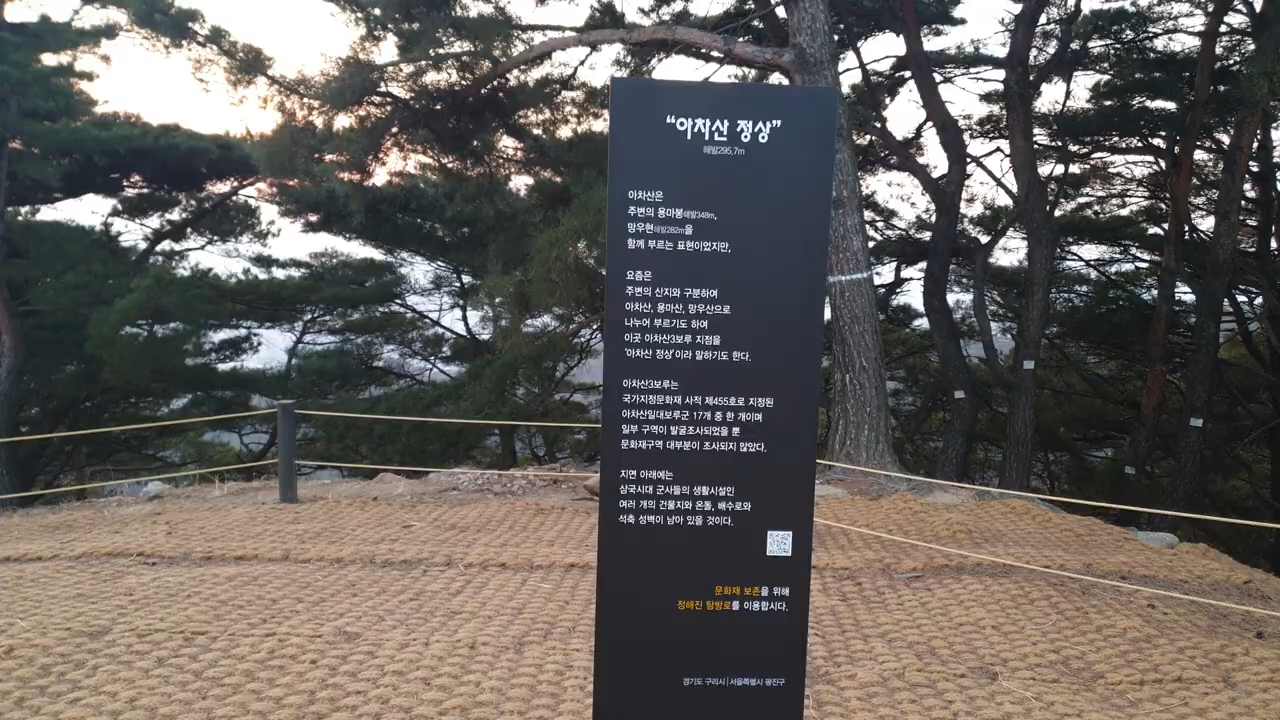 “아차산 정상”
해발295.7m
아차산은
주변의 용마봉해발348m,
망우현해발282m을
함께 부르는 표현이었지만,
요즘은
주변의 산지와 구분하여
아차산, 용마산, 망우산으로
나누어 부르기도 하여
이곳 아차산3보루 지점을
‘아차산 정상’이라 말하기도 한다.
아차산3보루는
국가지정문화재 사적 제455호로 지정된
아차산일대보루군 17개 중 한 개이며
일부 구역이 발굴조사되었을 뿐
문화재구역 대부분이 조사되지 않았다.
지면 아래에는
삼국시대 군사들의 생활시설인
여러 개의 건물지와 온돌, 배수로와
석축 성벽이 남아 있을 것이다.
문화재 보존을 위해
정해진 탐방로를 이용합시다.
경기도 구리시 | 서울특별시 광진구